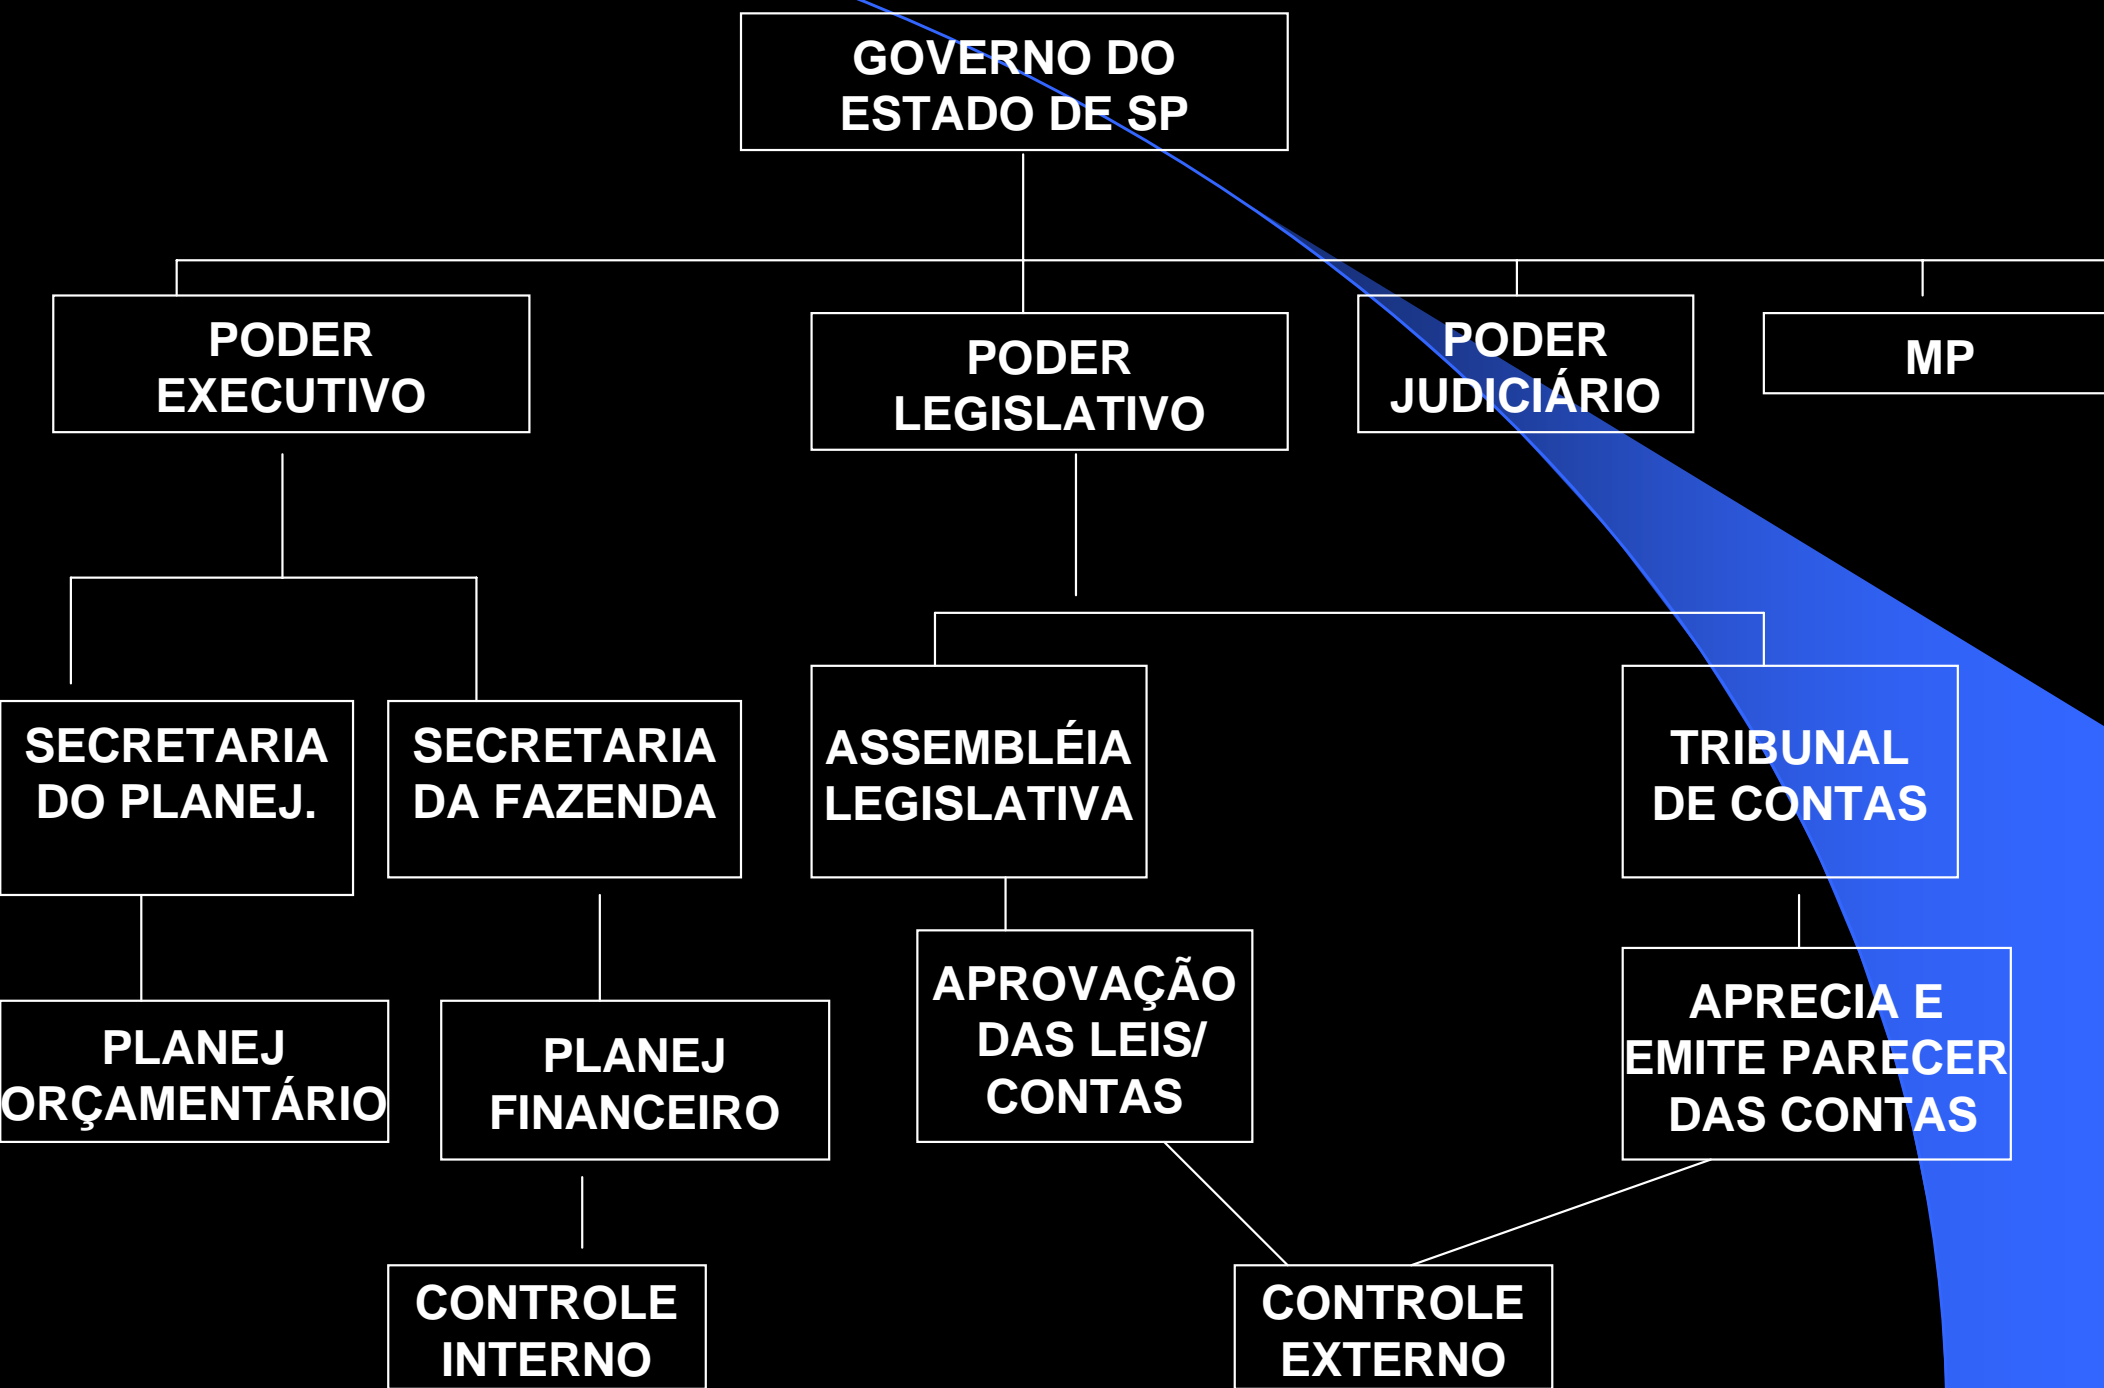 GOVERNO DO
ESTADO DE SP
PODER
EXECUTIVO
PODER
LEGISLATIVO
PODER
JUDICIÁRIO
MP
SECRETARIA
DO PLANEJ.
SECRETARIA
DA FAZENDA
ASSEMBLÉIA
LEGISLATIVA
TRIBUNAL
DE CONTAS
PLANEJ
ORÇAMENTÁRIO
PLANEJ
FINANCEIRO
APROVAÇÃO
DAS LEIS/
CONTAS
APRECIA E
EMITE PARECER
DAS CONTAS
CONTROLE
INTERNO
CONTROLE
EXTERNO